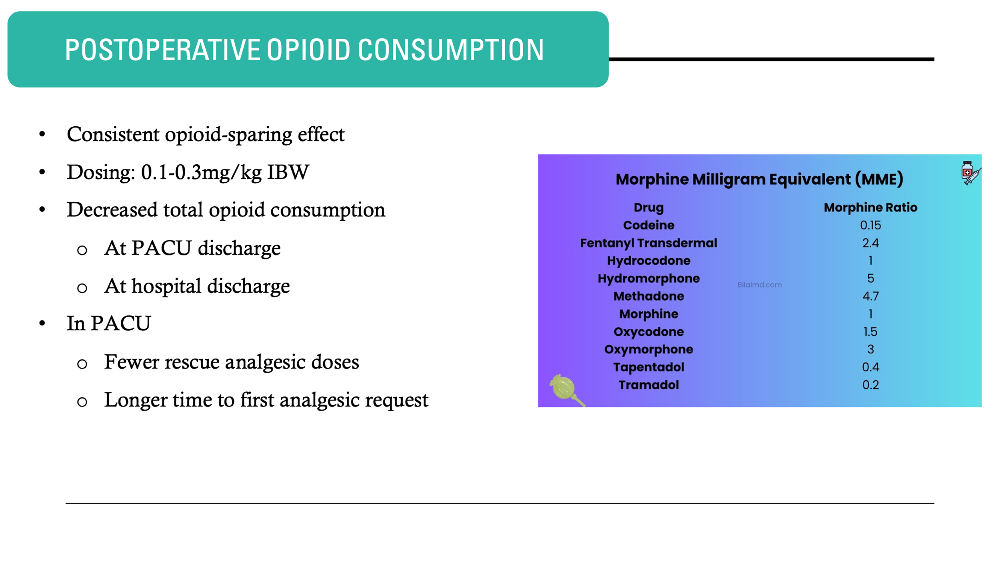 POSTOPERATIVE OPIOID CONSUMPTION
• Consistent opioid-sparing effect
• Dosing: 0.1-0.3mg/kg IBW
• Decreased total opioid consumption
o At PACU discharge
o At hospital discharge
• In PACU
o Fewer rescue analgesic doses
o Longer time to first analgesic request
Morphine Milligram Equivalent (MME)
Drug Morphine Ratio
Codeine 0.15
Fentanyl Transdermal 2.4
Hydrocodone 1
Hydromorphone 5
Bilalmd.com
Methadone 4.7
Morphine 1
Oxycodone 1.5
Oxymorphone 3
Tapentadol 0.4
Tramadol 0.2